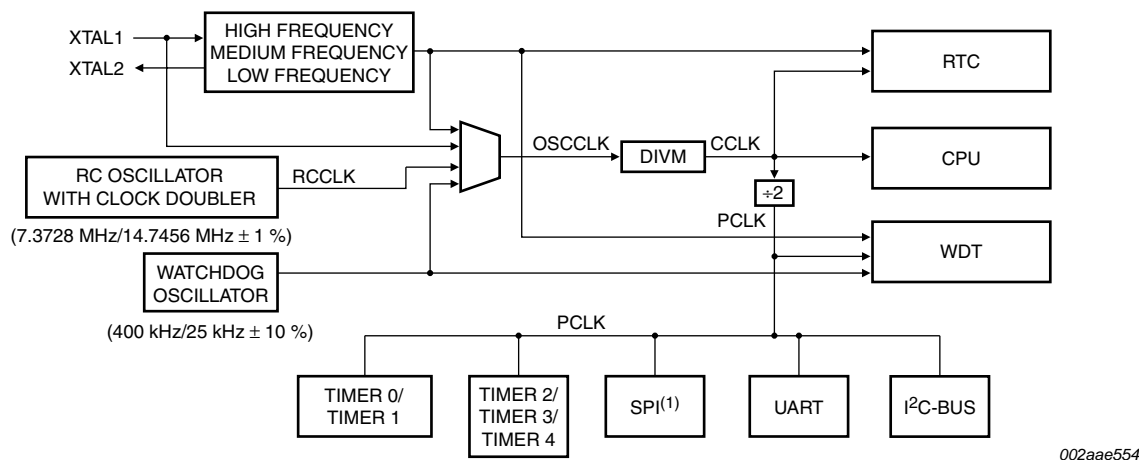 XTAL1
XTAL2
HIGH FREQUENCY
MEDIUM FREQUENCY
LOW FREQUENCY
RTC
OSCCLK
DIVM
CCLK
CPU
RC OSCILLATOR
WITH CLOCK DOUBLER
RCCLK
(7.3728 MHz/14.7456 MHz ± 1 %)
÷2
PCLK
WDT
WATCHDOG
OSCILLATOR
(400 kHz/25 kHz ± 10 %)
PCLK
TIMER 0/
TIMER 1
TIMER 2/
TIMER 3/
TIMER 4
SPI(1)
UART
I2C-BUS
002aae554